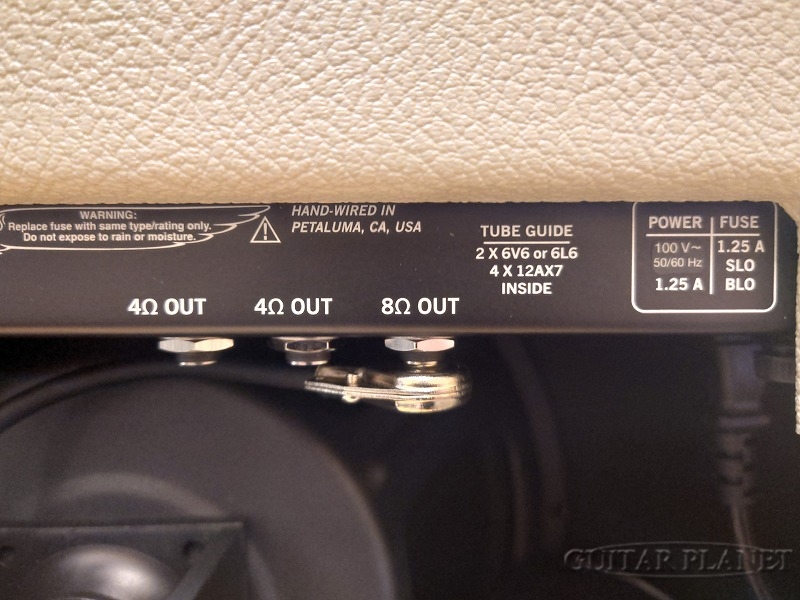 WARNING:
Replace fuse with same type/rating only.
Do not expose to rain or moisture.
HAND-WIRED IN
PETALUMA, CA, USA
TUBE GUIDE
2 X 6V6 or 6L6
4 X 12AX7
INSIDE
POWER FUSE
100 V~ 1.25 A
50/60 Hz SLO
1.25 A BLO
4Ω OUT 4Ω OUT 8Ω OUT
GUITAR PLANET